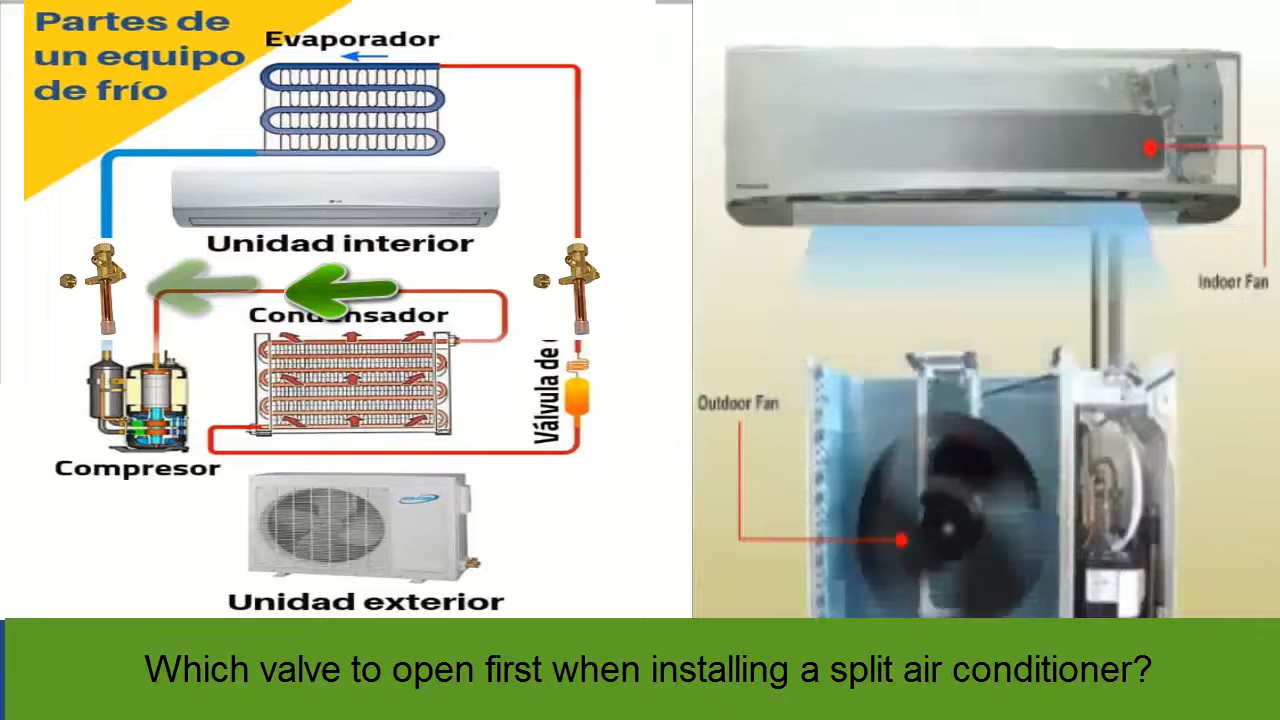 Partes de
un equipo
de frío
Evaporador
Unidad interior
Condensador
Válvula de
Compresor
Unidad exterior
Indoor Fan
Outdoor Fan
Which valve to open first when installing a split air conditioner?